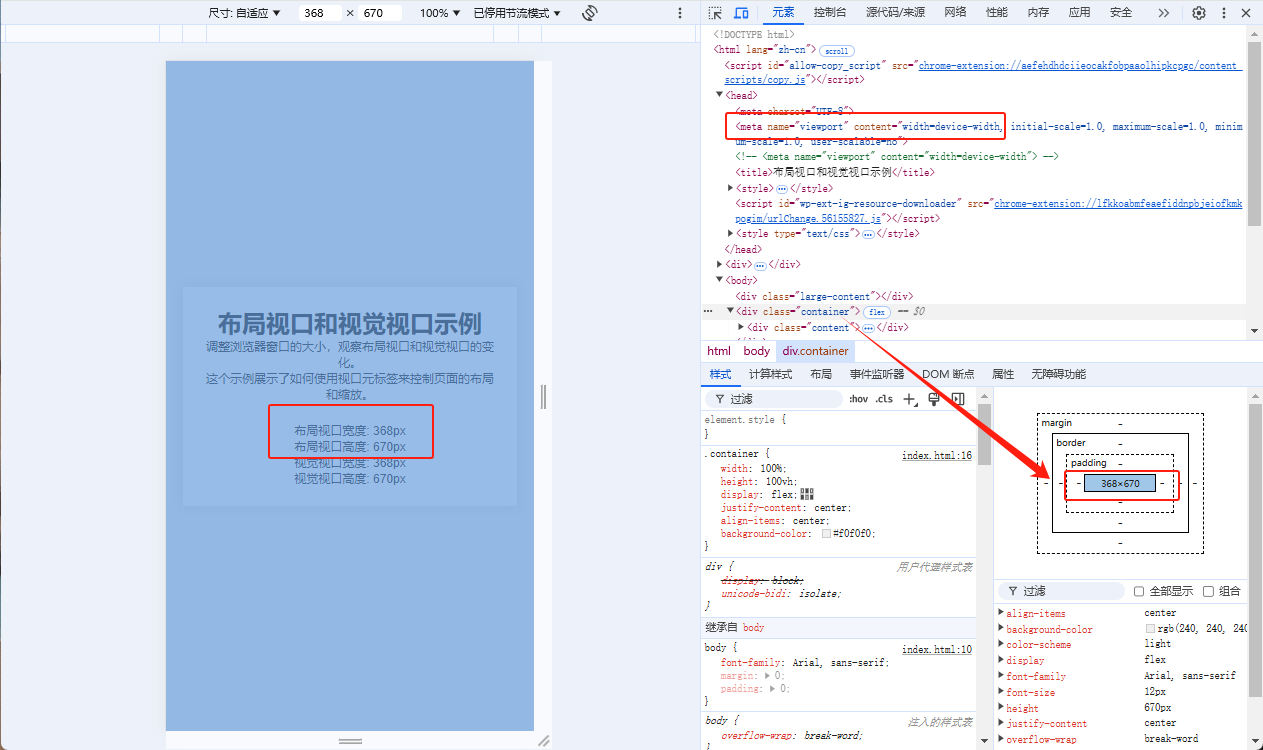 尺寸: 自适应 ▼ 368 × 670 100% ▼ 已停用节流模式 ▼
元素 控制台 源代码/来源 网络 性能 内存 应用 安全
<!DOCTYPE html>
<html lang="zh-cn"> scroll
<script id="allow-copy_script" src="chrome-extension://aefehdhdciieocakfobpaaolhipkcpgc/content_
scripts/copy.js"></script>
▼<head>
<meta charset="UTF-8">
<meta name="viewport" content="width=device-width, initial-scale=1.0, maximum-scale=1.0, minim
um-scale=1.0, user-scalable=no">
<!-- <meta name="viewport" content="width=device-width"> -->
<title>布局视口和视觉视口示例</title>
▶<style>⋯</style>
<script id="wp-ext-ig-resource-downloader" src="chrome-extension://lfkkoabmfeaefiddnpbjeiofkmk
pogim/urlChange.56155827.js"></script>
▶<style type="text/css">⋯</style>
</head>
▶<div>⋯</div>
▼<body>
<div class="large-content"></div>
⋯ ▼<div class="container"> flex == $0
▶<div class="content">⋯</div>
html body div.container
样式 计算样式 布局 事件监听器 DOM 断点 属性 无障碍功能
过滤 :hov .cls +
element.style {
}
.container { index.html:16
width: 100%;
height: 100vh;
display: flex;
justify-content: center;
align-items: center;
background-color: #f0f0f0;
}
div { 用户代理样式表
display: block;
unicode-bidi: isolate;
}
继承自 body
body { index.html:10
font-family: Arial, sans-serif;
margin: ▶ 0;
padding: ▶ 0;
}
body { 注入的样式表
overflow-wrap: break-word;
}
margin -
border -
padding -
- - - 368×670 - - -
-
-
-
过滤 全部显示 组合
▶align-items center
▶background-color rgb(240, 240, 240
▶color-scheme light
▶display flex
▶font-family Arial, sans-serif
▶font-size 12px
▶height 670px
▶justify-content center
▶overflow-wrap break-word
布局视口和视觉视口示例
调整浏览器窗口的大小，观察布局视口和视觉视口的变
化。
这个示例展示了如何使用视口元标签来控制页面的布局
和缩放。
布局视口宽度: 368px
布局视口高度: 670px
视觉视口宽度: 368px
视觉视口高度: 670px